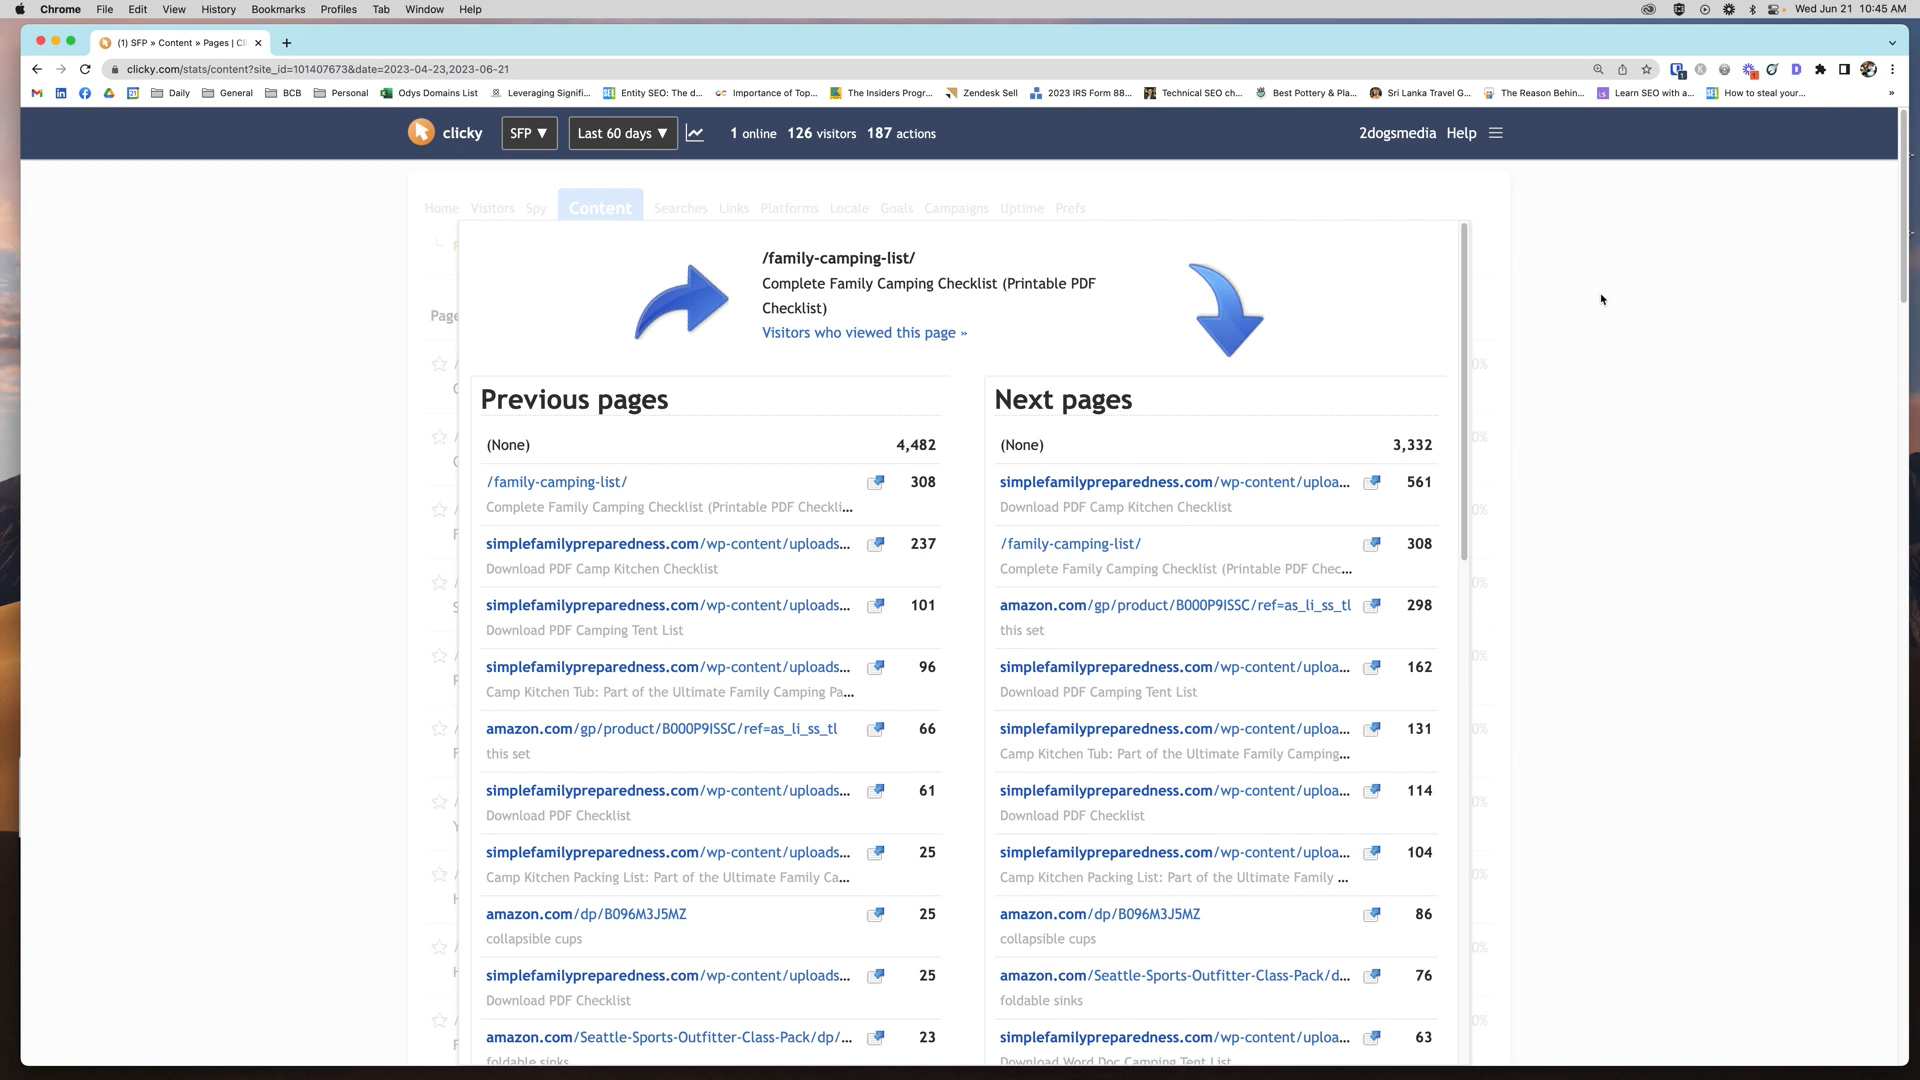 Chrome File Edit View History Bookmarks Profiles Tab Window Help Wed Jun 21 10:45 AM
(1) SFP » Content » Pages | Cl
clicky.com/stats/content?site_id=101407673&date=2023-04-23,2023-06-21
Daily General BCB Personal Odys Domains List Leveraging Signifi... Entity SEO: The d... Importance of Top... The Insiders Progr... Zendesk Sell 2023 IRS Form 88... Technical SEO ch... Best Pottery & Pla... Sri Lanka Travel G... The Reason Behin... Learn SEO with a... How to steal your... »
clicky SFP ▼ Last 60 days ▼ 1 online 126 visitors 187 actions 2dogsmedia Help
Home Visitors Spy Content Searches Links Platforms Locale Goals Campaigns Uptime Prefs
Page
/family-camping-list/
Complete Family Camping Checklist (Printable PDF
Checklist)
Visitors who viewed this page »
Previous pages
(None) 4,482
/family-camping-list/ 308
Complete Family Camping Checklist (Printable PDF Checkli...
simplefamilypreparedness.com/wp-content/uploads... 237
Download PDF Camp Kitchen Checklist
simplefamilypreparedness.com/wp-content/uploads... 101
Download PDF Camping Tent List
simplefamilypreparedness.com/wp-content/uploads... 96
Camp Kitchen Tub: Part of the Ultimate Family Camping Pa...
amazon.com/gp/product/B000P9ISSC/ref=as_li_ss_tl 66
this set
simplefamilypreparedness.com/wp-content/uploads... 61
Download PDF Checklist
simplefamilypreparedness.com/wp-content/uploads... 25
Camp Kitchen Packing List: Part of the Ultimate Family Ca...
amazon.com/dp/B096M3J5MZ 25
collapsible cups
simplefamilypreparedness.com/wp-content/uploads... 25
Download PDF Checklist
amazon.com/Seattle-Sports-Outfitter-Class-Pack/dp/... 23
foldable sinks
Next pages
(None) 3,332
simplefamilypreparedness.com/wp-content/uploa... 561
Download PDF Camp Kitchen Checklist
/family-camping-list/ 308
Complete Family Camping Checklist (Printable PDF Chec...
amazon.com/gp/product/B000P9ISSC/ref=as_li_ss_tl 298
this set
simplefamilypreparedness.com/wp-content/uploa... 162
Download PDF Camping Tent List
simplefamilypreparedness.com/wp-content/uploa... 131
Camp Kitchen Tub: Part of the Ultimate Family Camping...
simplefamilypreparedness.com/wp-content/uploa... 114
Download PDF Checklist
simplefamilypreparedness.com/wp-content/uploa... 104
Camp Kitchen Packing List: Part of the Ultimate Family ...
amazon.com/dp/B096M3J5MZ 86
collapsible cups
amazon.com/Seattle-Sports-Outfitter-Class-Pack/d... 76
foldable sinks
simplefamilypreparedness.com/wp-content/uploa... 63
Download Word Doc Camping Tent List